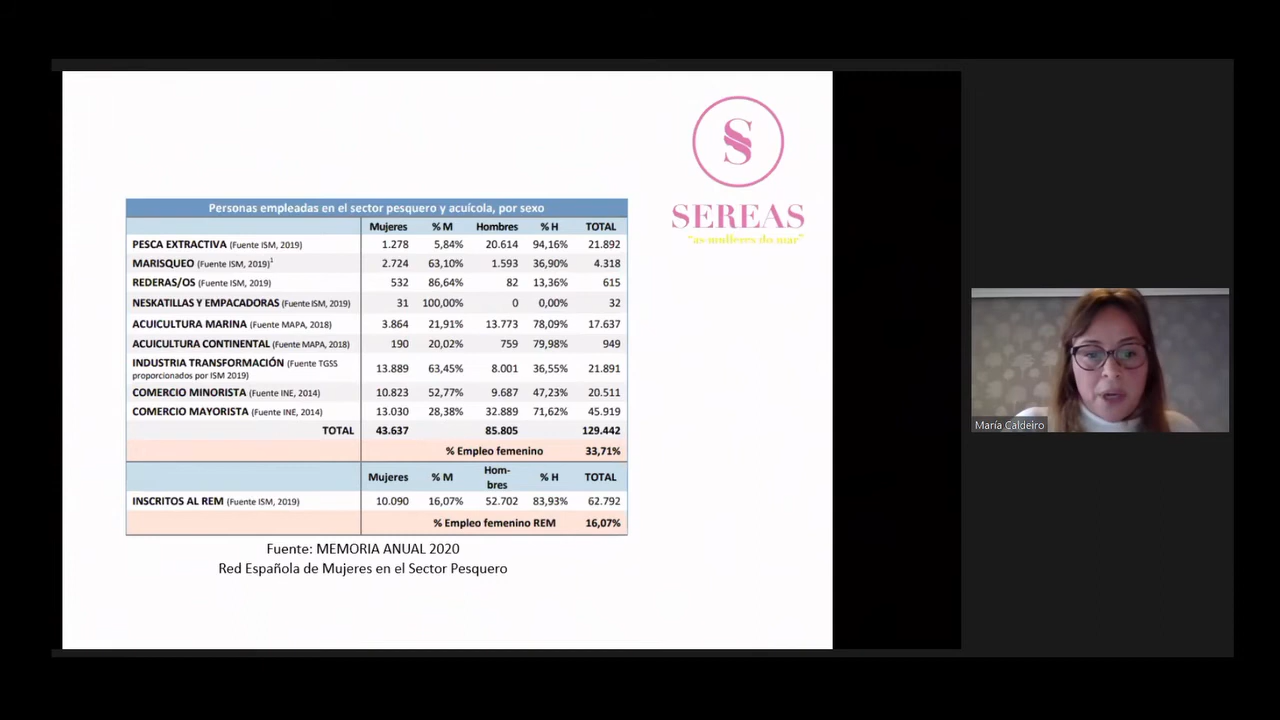 S
SEREAS
"as mulleres do mar"
Personas empleadas en el sector pesquero y acuícola, por sexo
Mujeres % M Hombres % H TOTAL
PESCA EXTRACTIVA (Fuente ISM, 2019) 1.278 5,84% 20.614 94,16% 21.892
MARISQUEO (Fuente ISM, 2019)¹ 2.724 63,10% 1.593 36,90% 4.318
REDERAS/OS (Fuente ISM, 2019) 532 86,64% 82 13,36% 615
NESKATILLAS Y EMPACADORAS (Fuente ISM, 2019) 31 100,00% 0 0,00% 32
ACUICULTURA MARINA (Fuente MAPA, 2018) 3.864 21,91% 13.773 78,09% 17.637
ACUICULTURA CONTINENTAL (Fuente MAPA, 2018) 190 20,02% 759 79,98% 949
INDUSTRIA TRANSFORMACIÓN (Fuente TGSS
proporcionados por ISM 2019) 13.889 63,45% 8.001 36,55% 21.891
COMERCIO MINORISTA (Fuente INE, 2014) 10.823 52,77% 9.687 47,23% 20.511
COMERCIO MAYORISTA (Fuente INE, 2014) 13.030 28,38% 32.889 71,62% 45.919
TOTAL 43.637 85.805 129.442
% Empleo femenino 33,71%
Mujeres % M Hom-
bres % H TOTAL
INSCRITOS AL REM (Fuente ISM, 2019) 10.090 16,07% 52.702 83,93% 62.792
% Empleo femenino REM 16,07%
Fuente: MEMORIA ANUAL 2020
Red Española de Mujeres en el Sector Pesquero
María Caldeiro